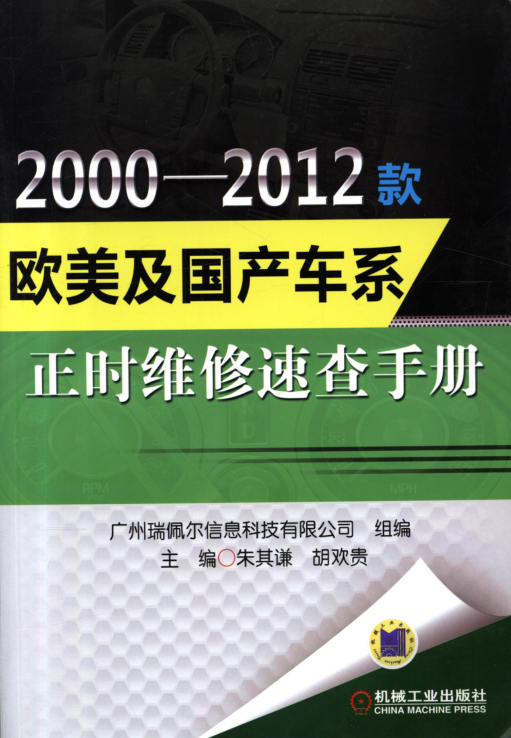 2000—2012款
欧美及国产车系
正时维修速查手册
RPM
MPH
广州瑞佩尔信息科技有限公司 组编
主 编○朱其谦 胡欢贵
机械工业出版社
CHINA MACHINE PRESS